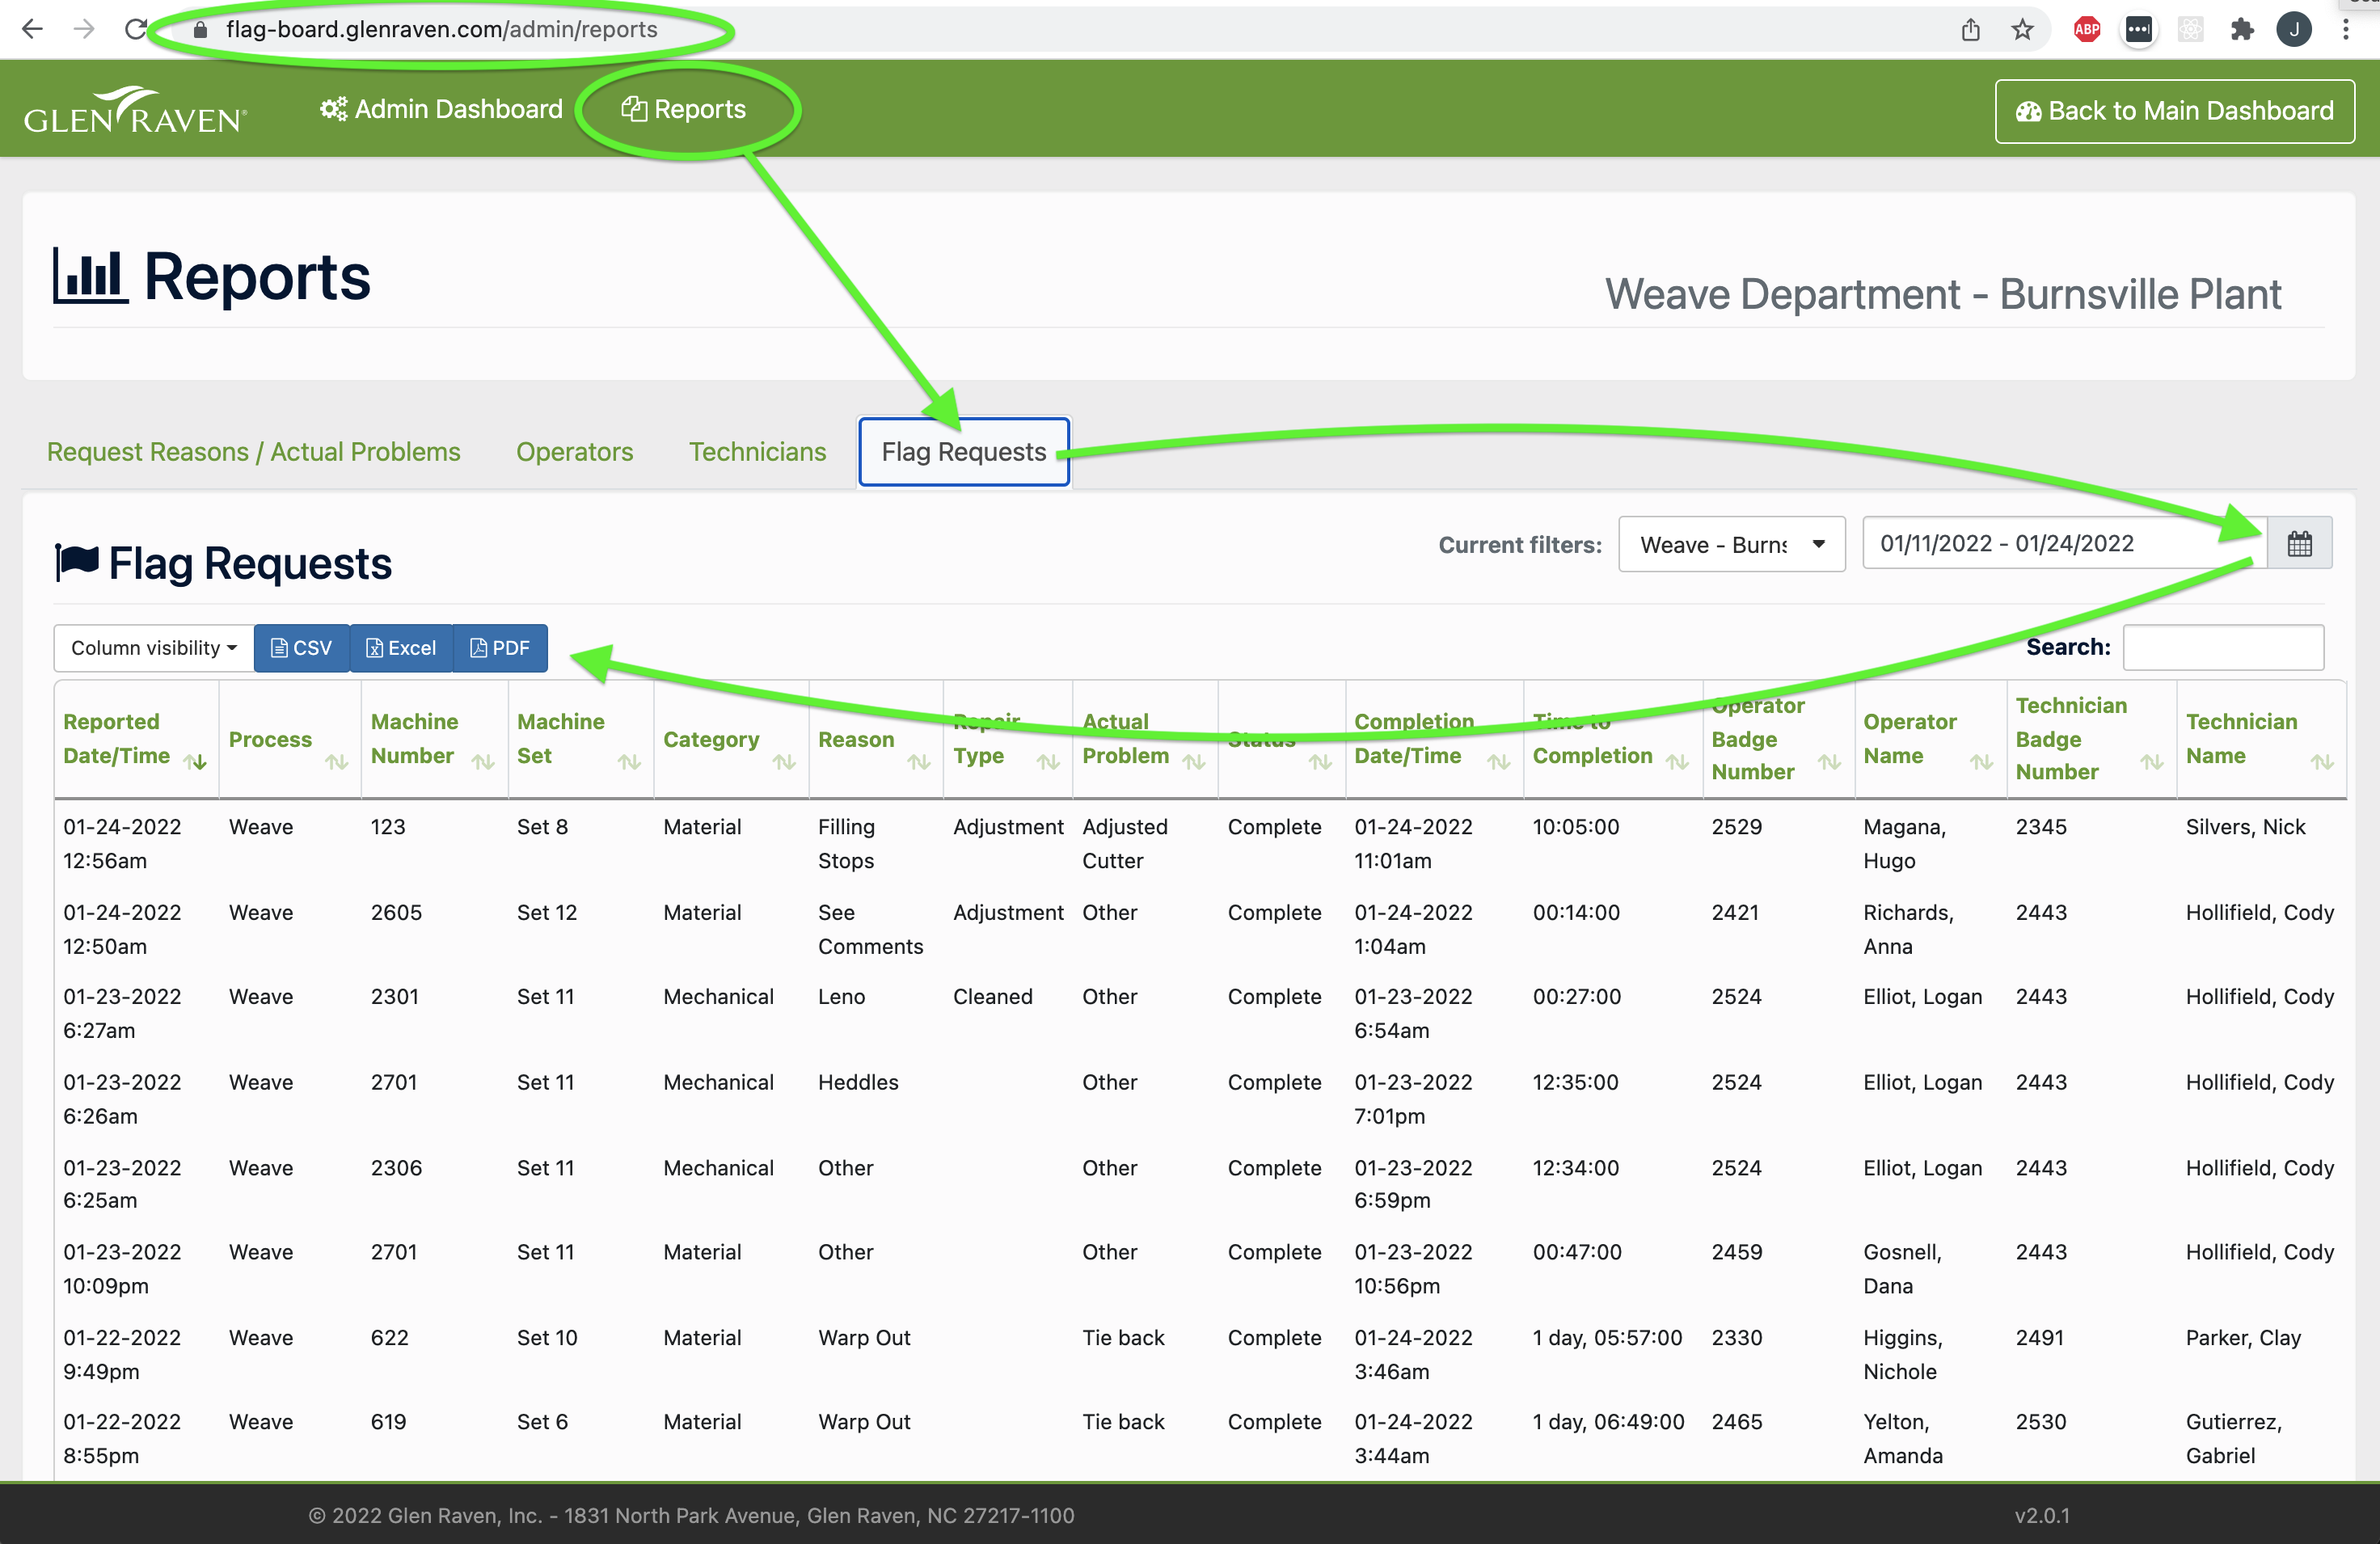 flag-board.glenraven.com/admin/reports
ABP
J
GLEN RAVEN®
Admin Dashboard
Reports
Back to Main Dashboard
Reports
Weave Department - Burnsville Plant
Request Reasons / Actual Problems
Operators
Technicians
Flag Requests
Flag Requests
Current filters:
Weave - Burns
01/11/2022 - 01/24/2022
Column visibility
CSV
Excel
PDF
Search:
Reported Date/Time
Process
Machine Number
Machine Set
Category
Reason
Repair Type
Actual Problem
Status
Completion Date/Time
Time to Completion
Operator Badge Number
Operator Name
Technician Badge Number
Technician Name
01-24-2022 12:56am Weave 123 Set 8 Material Filling Stops Adjustment Adjusted Cutter Complete 01-24-2022 11:01am 10:05:00 2529 Magana, Hugo 2345 Silvers, Nick
01-24-2022 12:50am Weave 2605 Set 12 Material See Comments Adjustment Other Complete 01-24-2022 1:04am 00:14:00 2421 Richards, Anna 2443 Hollifield, Cody
01-23-2022 6:27am Weave 2301 Set 11 Mechanical Leno Cleaned Other Complete 01-23-2022 6:54am 00:27:00 2524 Elliot, Logan 2443 Hollifield, Cody
01-23-2022 6:26am Weave 2701 Set 11 Mechanical Heddles Other Complete 01-23-2022 7:01pm 12:35:00 2524 Elliot, Logan 2443 Hollifield, Cody
01-23-2022 6:25am Weave 2306 Set 11 Mechanical Other Other Complete 01-23-2022 6:59pm 12:34:00 2524 Elliot, Logan 2443 Hollifield, Cody
01-23-2022 10:09pm Weave 2701 Set 11 Material Other Other Complete 01-23-2022 10:56pm 00:47:00 2459 Gosnell, Dana 2443 Hollifield, Cody
01-22-2022 9:49pm Weave 622 Set 10 Material Warp Out Tie back Complete 01-24-2022 3:46am 1 day, 05:57:00 2330 Higgins, Nichole 2491 Parker, Clay
01-22-2022 8:55pm Weave 619 Set 6 Material Warp Out Tie back Complete 01-24-2022 3:44am 1 day, 06:49:00 2465 Yelton, Amanda 2530 Gutierrez, Gabriel
© 2022 Glen Raven, Inc. - 1831 North Park Avenue, Glen Raven, NC 27217-1100
v2.0.1